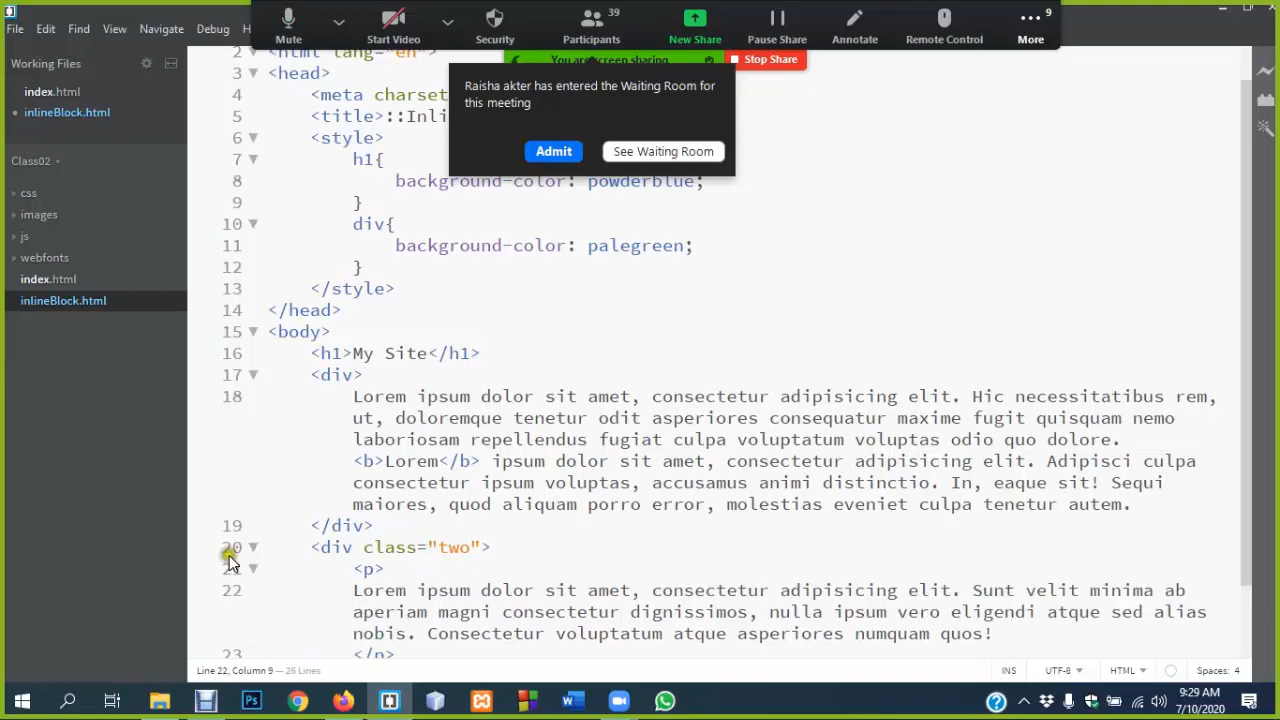 Mute
Start Video
Security
Participants
39
New Share
Pause Share
Annotate
Remote Control
More
9
You are screen sharing
Stop Share
File Edit Find View Navigate Debug H
Raisha akter has entered the Waiting Room for
this meeting
Admit
See Waiting Room
Working Files
index.html
inlineBlock.html
Class02
css
images
js
webfonts
index.html
inlineBlock.html
2 <html lang="en">
3 <head>
4 <meta charset
5 <title>::Inli
6 <style>
7 h1{
8 background-color: powderblue;
9 }
10 div{
11 background-color: palegreen;
12 }
13 </style>
14 </head>
15 <body>
16 <h1>My Site</h1>
17 <div>
18 Lorem ipsum dolor sit amet, consectetur adipisicing elit. Hic necessitatibus rem,
ut, doloremque tenetur odit asperiores consequatur maxime fugit quisquam nemo
laboriosam repellendus fugiat culpa voluptatum voluptas odio quo dolore.
<b>Lorem</b> ipsum dolor sit amet, consectetur adipisicing elit. Adipisci culpa
consectetur ipsum voluptas, accusamus animi distinctio. In, eaque sit! Sequi
maiores, quod aliquam porro error, molestias eveniet culpa tenetur autem.
19 </div>
20 <div class="two">
21 <p>
22 Lorem ipsum dolor sit amet, consectetur adipisicing elit. Sunt velit minima ab
aperiam magni consectetur dignissimos, nulla ipsum vero eligendi atque sed alias
nobis. Consectetur voluptatum atque asperiores numquam quos!
23 </p>
Line 22, Column 9 — 26 Lines
INS
UTF-8
HTML
Spaces: 4
9:29 AM
7/10/2020